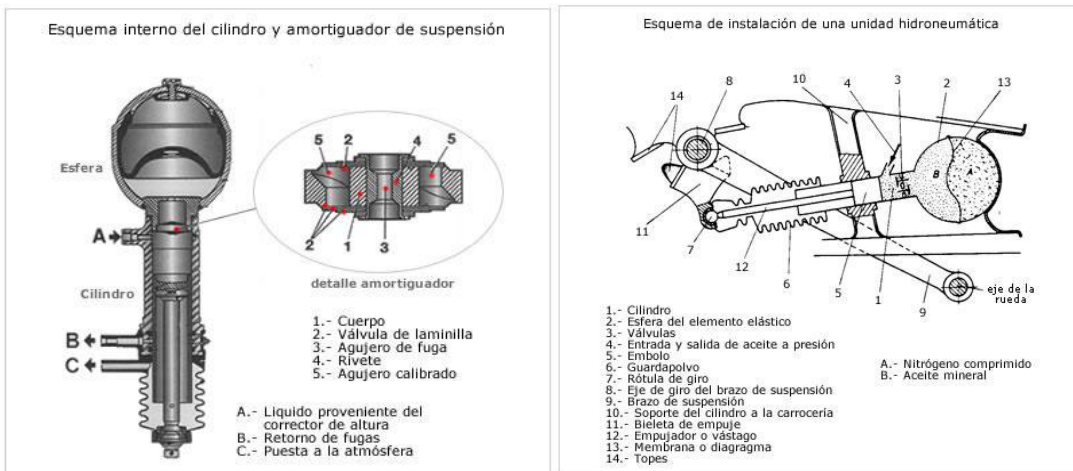 Esquema interno del cilindro y amortiguador de suspensión
Esfera
A
Cilindro
B
C
5 2 4 5
2 1 3
detalle amortiguador
1.- Cuerpo
2.- Válvula de laminilla
3.- Agujero de fuga
4.- Rivete
5.- Agujero calibrado
A.- Liquido proveniente del
corrector de altura
B.- Retorno de fugas
C.- Puesta a la atmósfera
Esquema de instalación de una unidad hidroneumática
14 8 10 4 3 2 13
B A
11 7 12 6 5 1 9
eje de la
rueda
1.- Cilindro
2.- Esfera del elemento elástico
3.- Válvulas
4.- Entrada y salida de aceite a presión
5.- Embolo
6.- Guardapolvo
7.- Rótula de giro
8.- Eje de giro del brazo de suspensión
9.- Brazo de suspensión
10.- Soporte del cilindro a la carrocería
11.- Bieleta de empuje
12.- Empujador o vástago
13.- Membrana o diagragma
14.- Topes
A.- Nitrógeno comprimido
B.- Aceite mineral